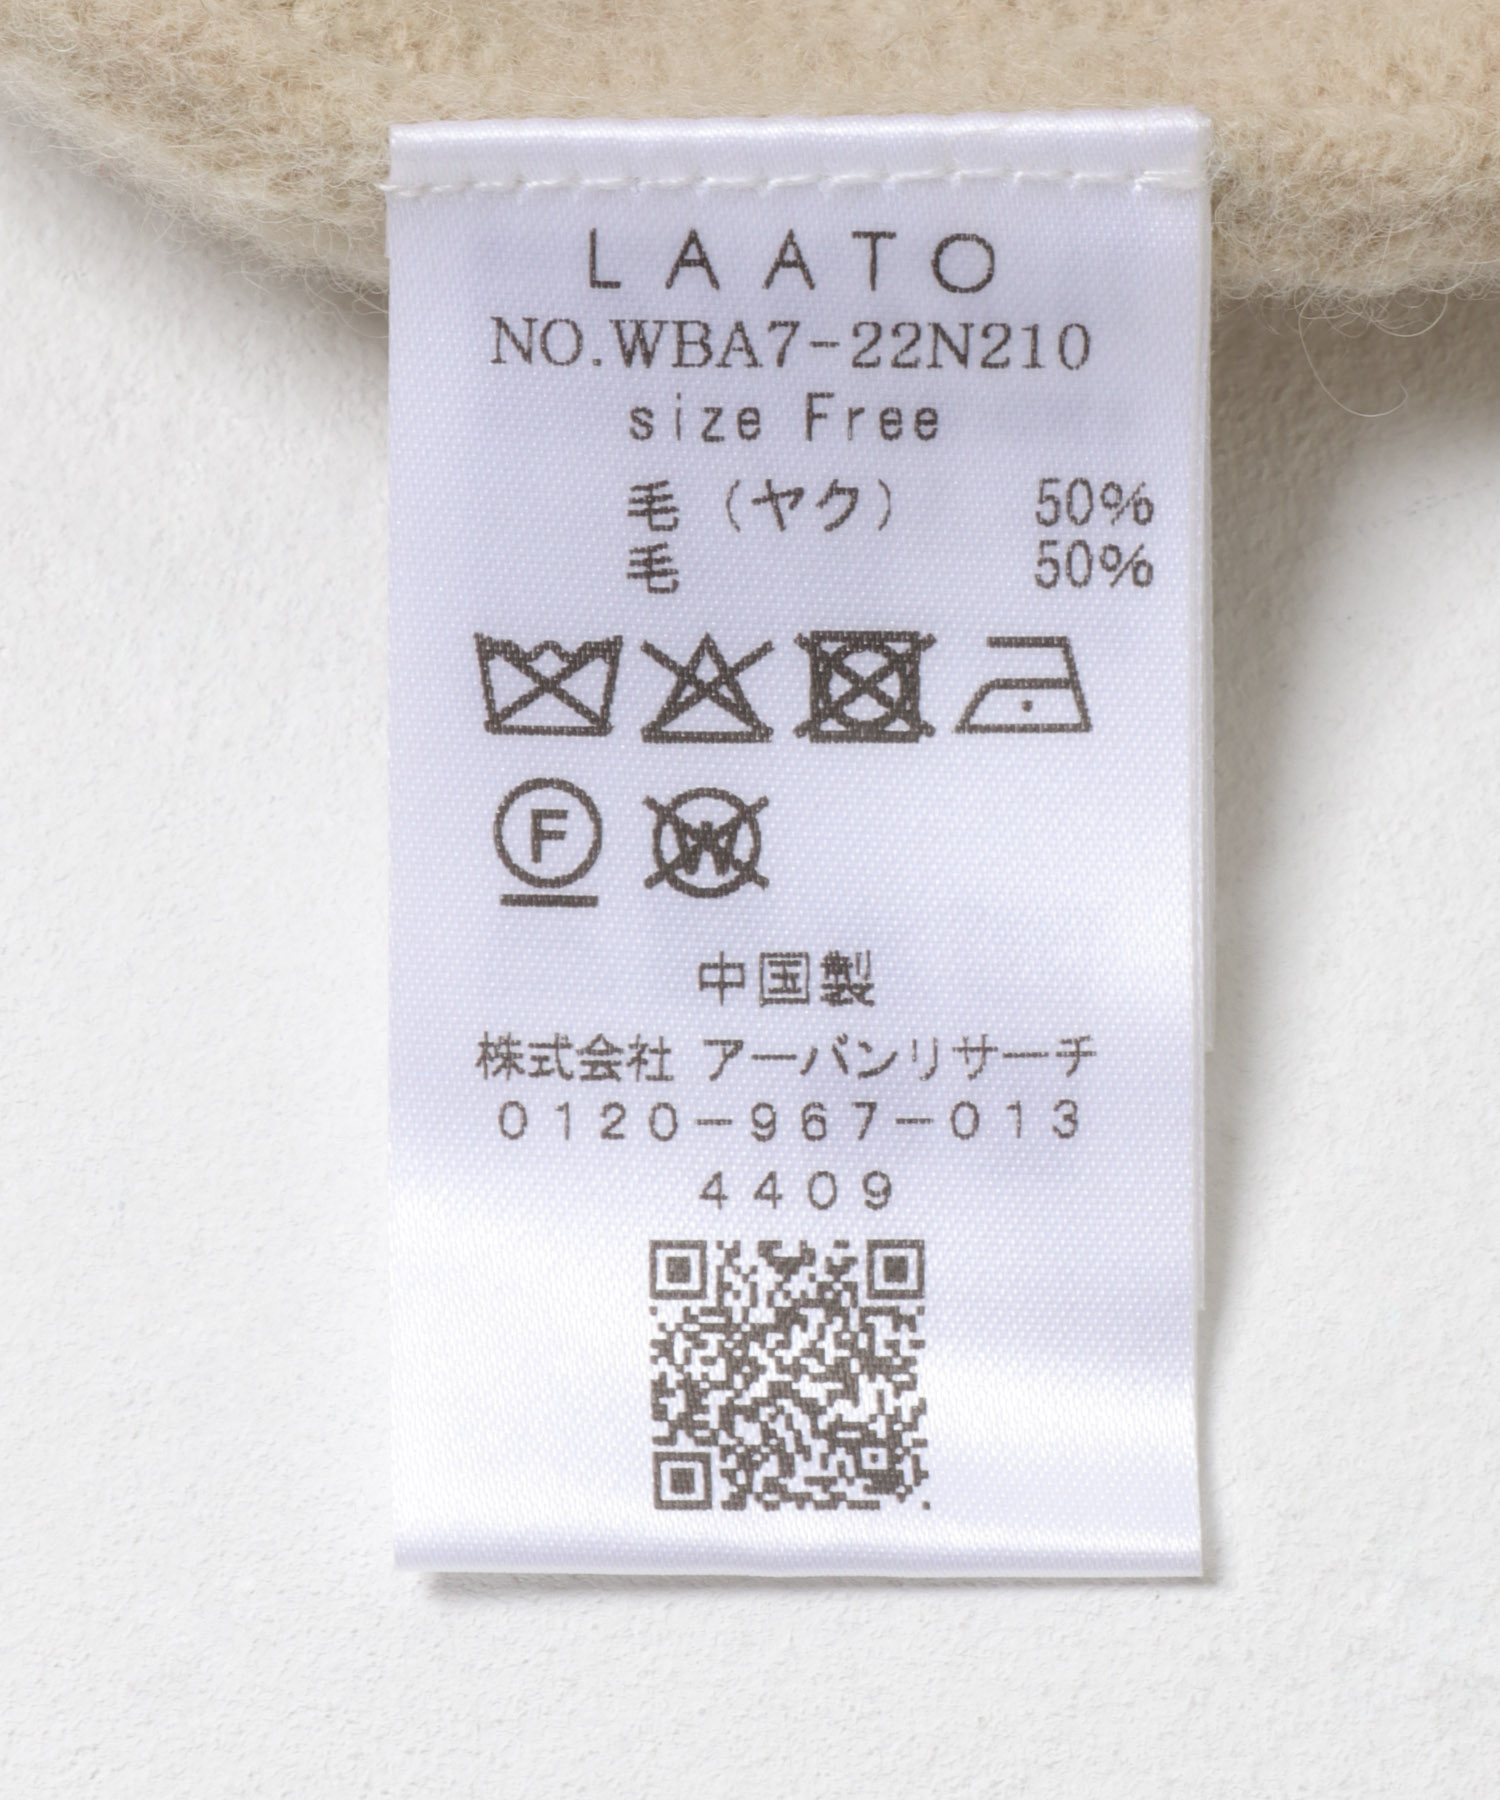 LAATO
NO.WBA7-22N210
size Free
毛（ヤク） 50%
毛 50%
F
W
中国製
株式会社 アーバンリサーチ
0120-967-013
4409